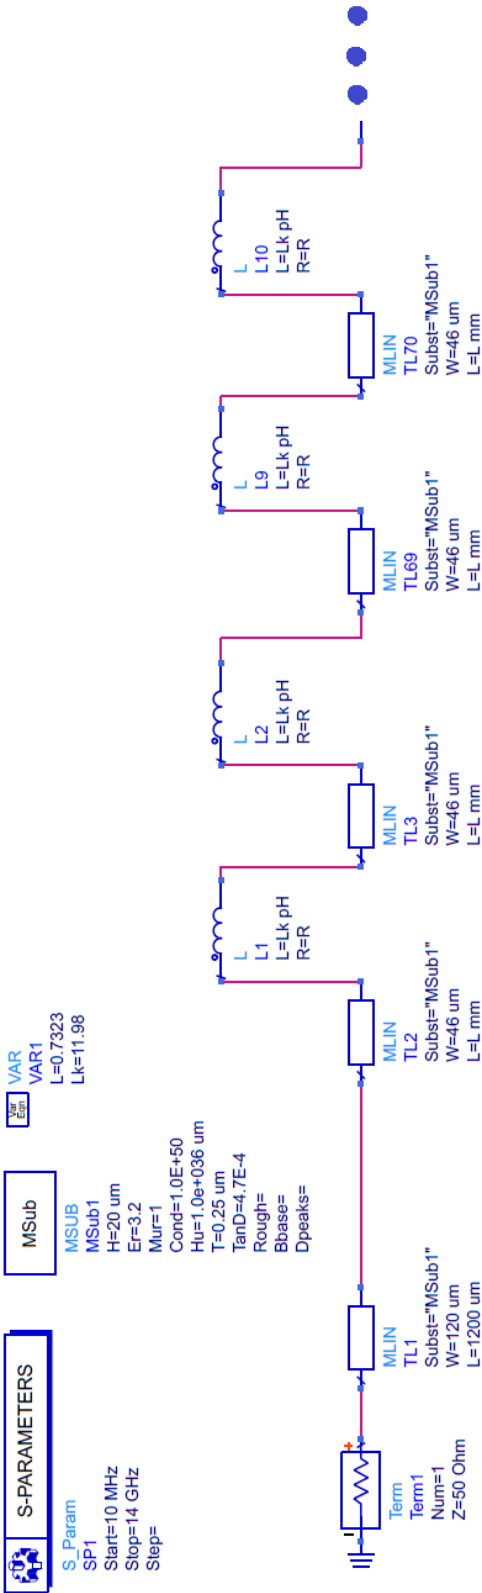 S-PARAMETERS
S_Param
SP1
Start=10 MHz
Stop=14 GHz
Step=
MSub
MSUB
MSub1
H=20 um
Er=3.2
Mur=1
Cond=1.0E+50
Hu=1.0e+036 um
T=0.25 um
TanD=4.7E-4
Rough=
Bbase=
Dpeaks=
Var
Eqn
VAR
VAR1
L=0.7323
Lk=11.98
L
L1
L=Lk pH
R=R
L
L2
L=Lk pH
R=R
L
L9
L=Lk pH
R=R
L
L10
L=Lk pH
R=R
Term
Term1
Num=1
Z=50 Ohm
MLIN
TL1
Subst="MSub1"
W=120 um
L=1200 um
MLIN
TL2
Subst="MSub1"
W=46 um
L=L mm
MLIN
TL3
Subst="MSub1"
W=46 um
L=L mm
MLIN
TL69
Subst="MSub1"
W=46 um
L=L mm
MLIN
TL70
Subst="MSub1"
W=46 um
L=L mm